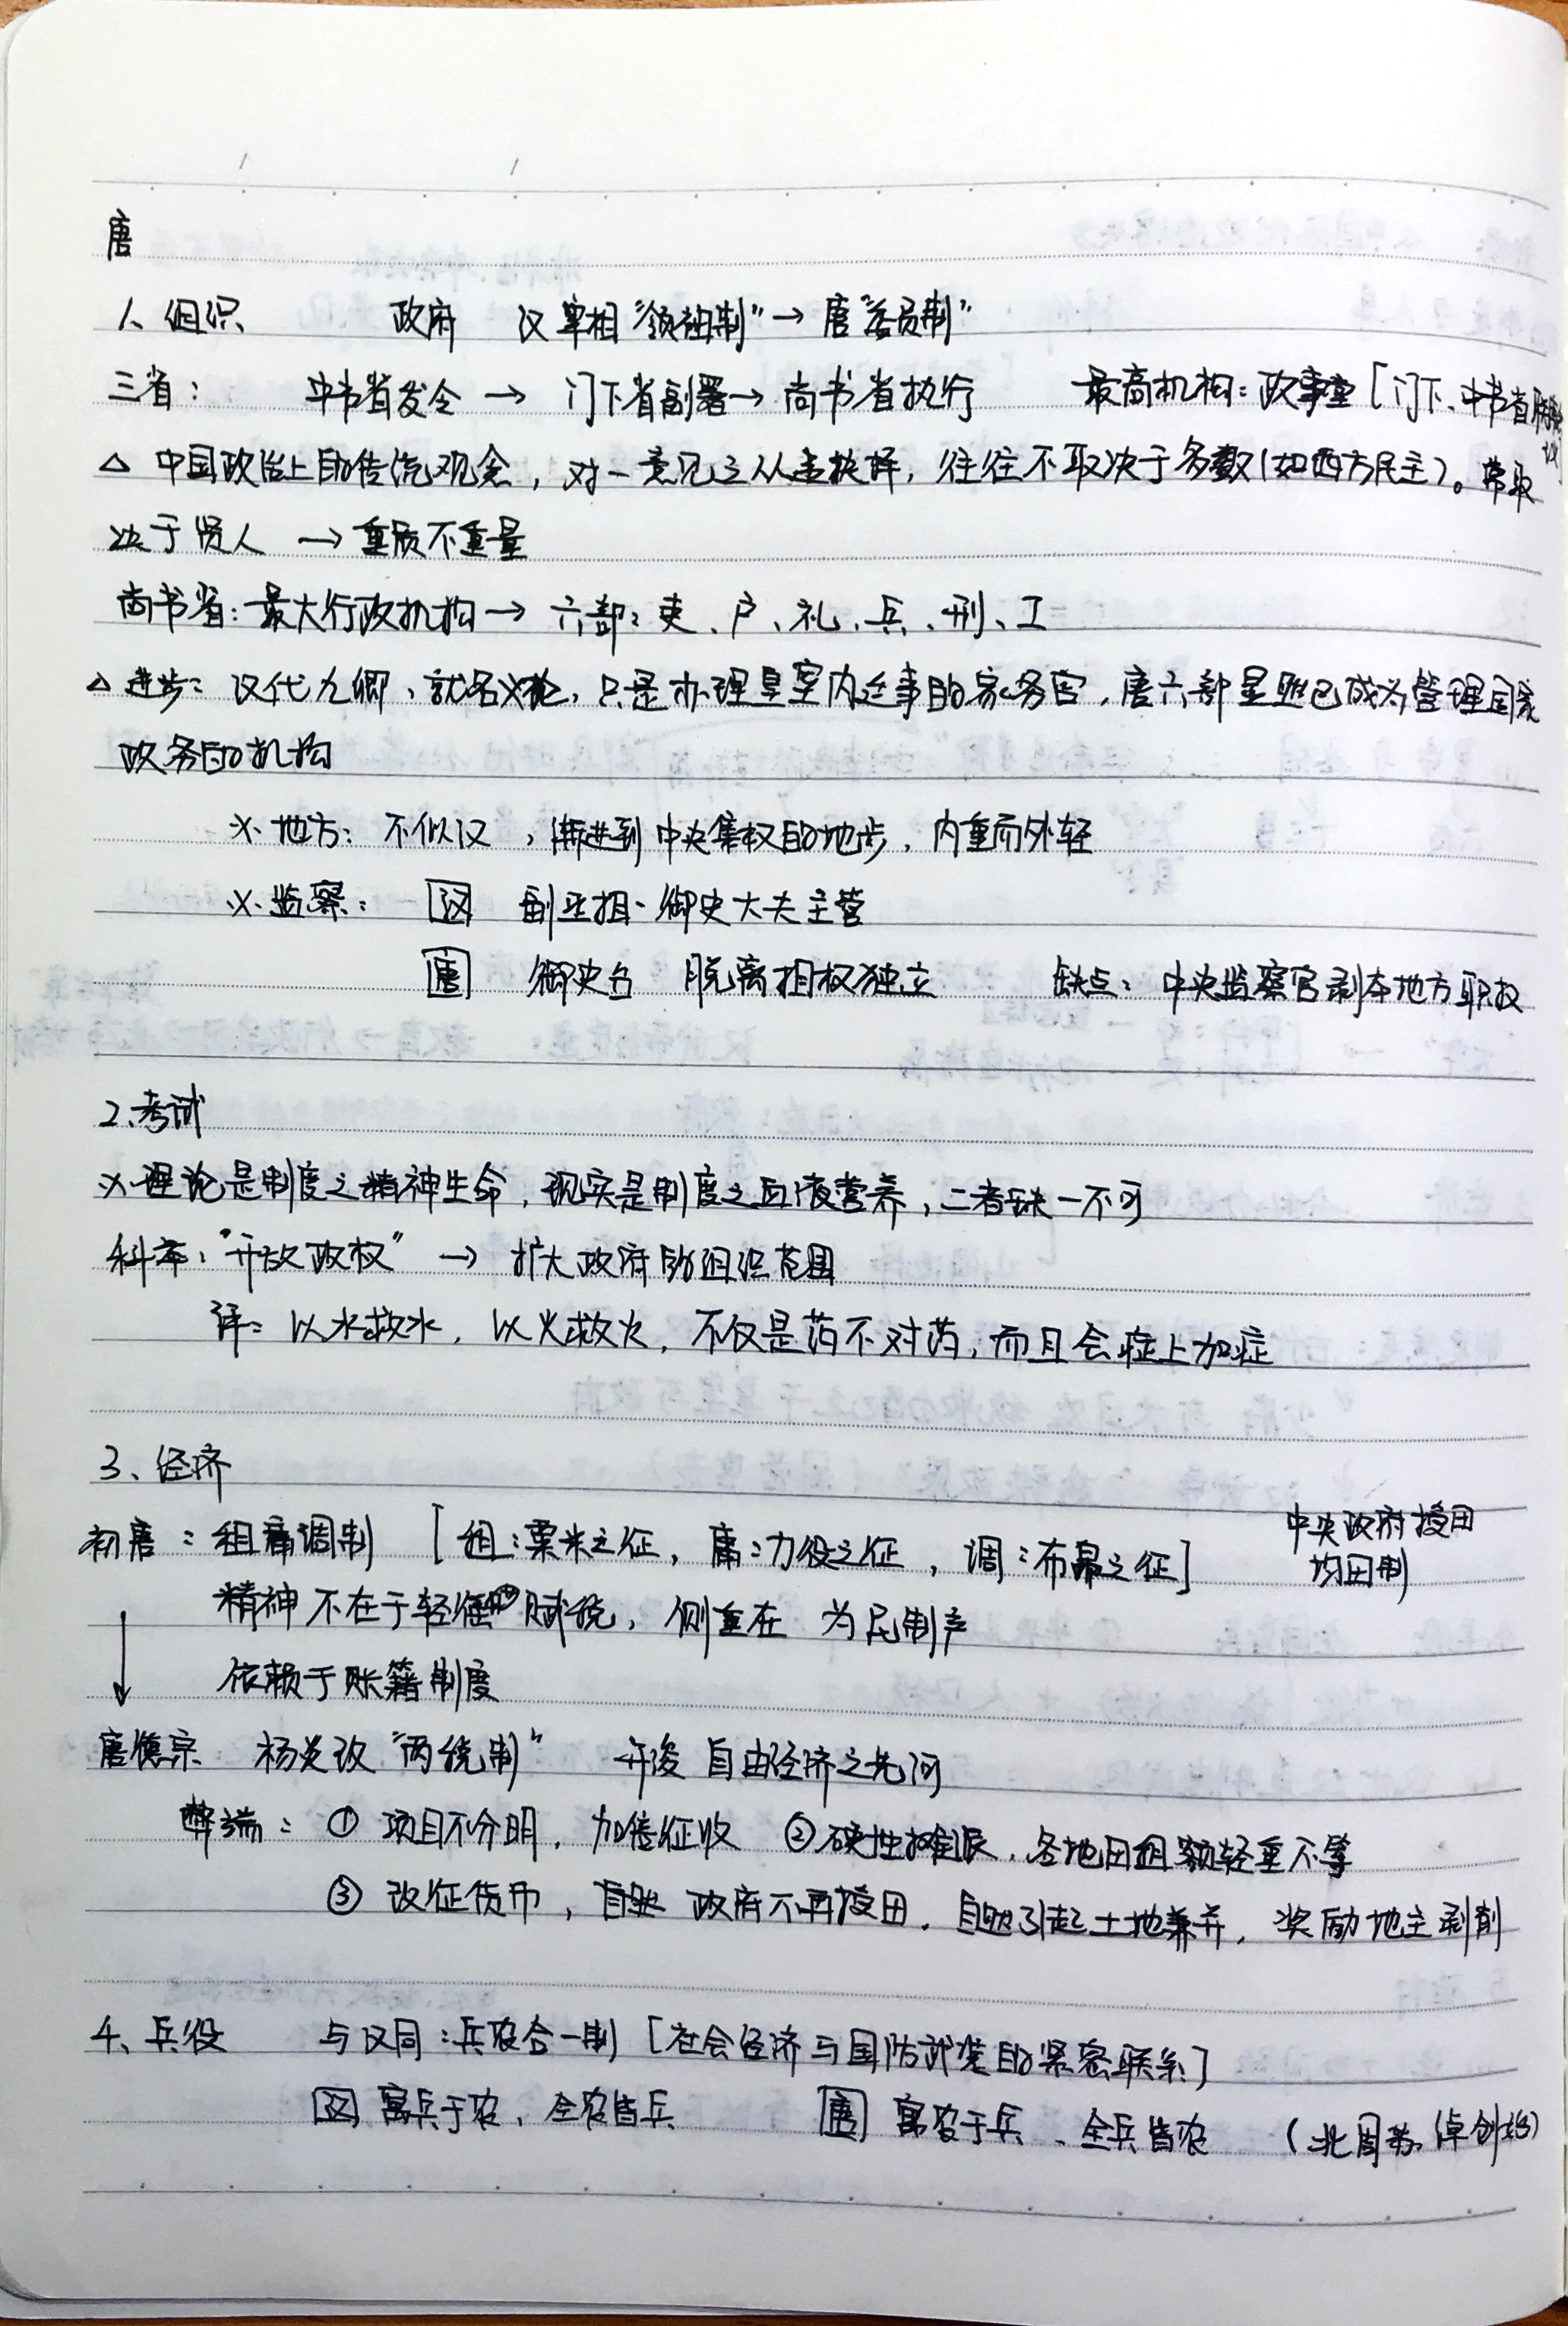 唐
1、组织 政府 汉宰相“领袖制”→唐“委员制”
三省： 中书省发令 → 门下省副署→ 尚书省执行 最高机构：政事堂［门下、中书省联席会议］
△ 中国政治上的传统观念，对一意见之从违抉择，往往不取决于多数（如西方民主）。常取
决于贤人 →重质不重量
尚书省：最大行政机构→ 六部：吏、户、礼、兵、刑、工
△ 进步：汉代九卿，就名义论，只是办理皇室内廷事的家务官，唐六部显然已成为管理国家
政务的机构
※ 地方：不似汉，渐进到中央集权的地步，内重而外轻
※ 监察： 汉 副丞相·御史大夫主管
唐 御史台 脱离相权独立 缺点：中央监察官剥夺地方职权
2、考试
※ 理论是制度之精神生命，现实是制度之血液营养，二者缺一不可
科举：“开放政权” → 扩大政府的组织范围
评：以水救水，以火救火，不仅是药不对药，而且会症上加症
3、经济
初唐：租庸调制 ［租：粟米之征，庸：力役之征，调：布帛之征］ 中央政府授田
均田制
精神不在于轻徭 赋税，侧重在 为民制产
↓ 依赖于账籍制度
唐德宗 杨炎改“两税制” 开后 自由经济之先河
弊端：① 项目不分明，加倍征收 ②硬性摊派，各地田租额轻重不等
③ 改征货币， 政府不再授田，自然引起土地兼并，奖励地主剥削
4、兵役 与汉同：兵农合一制［社会经济与国防武装的紧密联系］
汉 寓兵于农，全农皆兵 唐 寓农于兵、全兵皆农 （北周苏绰创始）